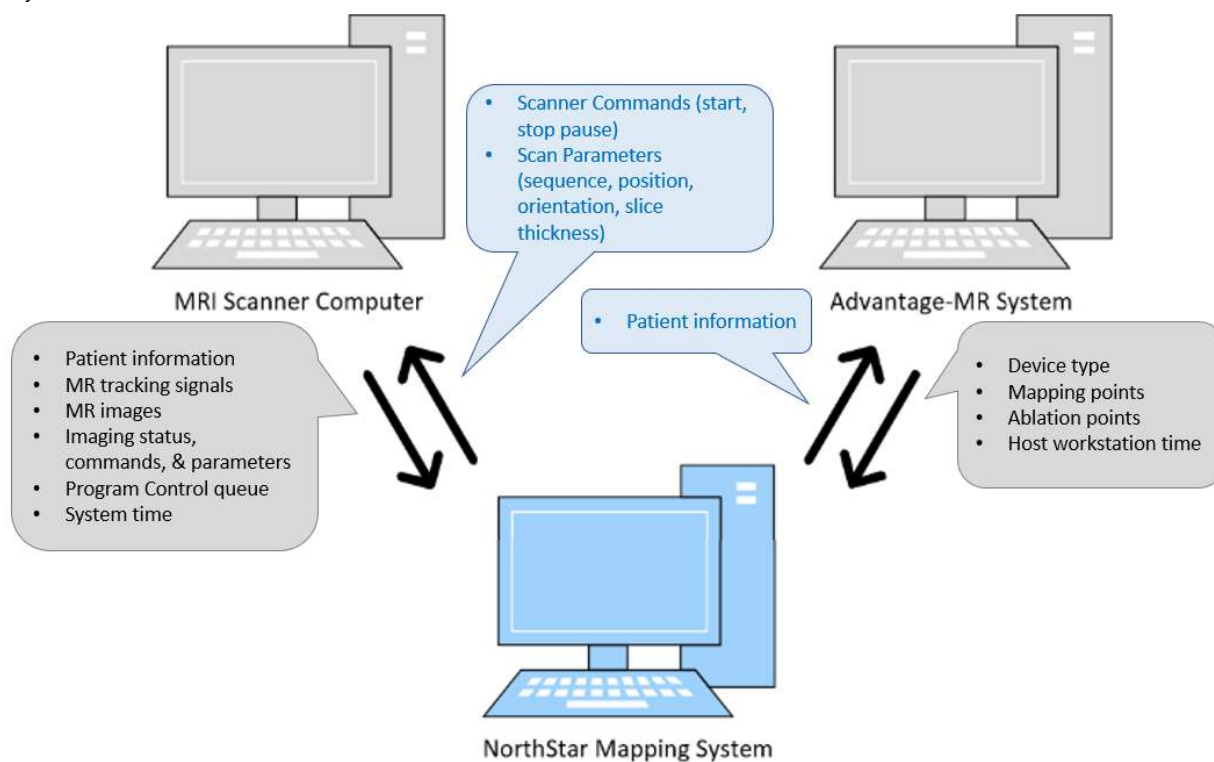 • Scanner Commands (start,
stop pause)
• Scan Parameters
(sequence, position,
orientation, slice
thickness)
MRI Scanner Computer
Advantage-MR System
• Patient information
• Patient information
• MR tracking signals
• MR images
• Imaging status,
commands, & parameters
• Program Control queue
• System time
• Device type
• Mapping points
• Ablation points
• Host workstation time
NorthStar Mapping System